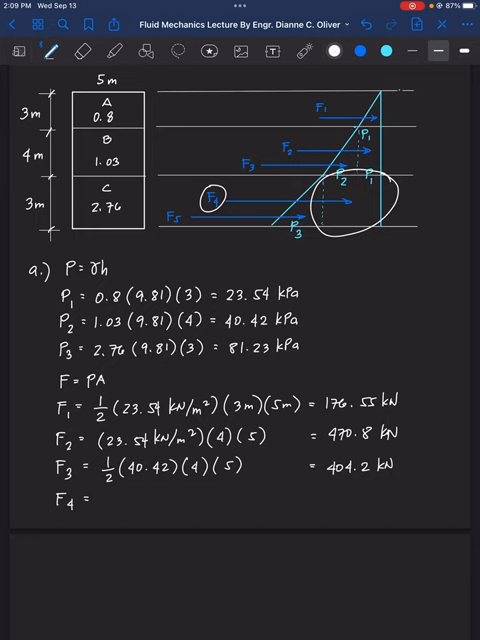 2:09 PM Wed Sep 13
87%
Fluid Mechanics Lecture By Engr. Dianne C. Oliver
T
5m
3m
A
0.8
F₁
4m
B
1.03
F₂
P₁
F₃
P₂ P₁
3m
C
2.76
F₄
F₅
P₃
a.) P = γh
P₁ = 0.8 (9.81)(3) = 23.54 kPa
P₂ = 1.03 (9.81)(4) = 40.42 kPa
P₃ = 2.76 (9.81)(3) = 81.23 kPa
F = PA
F₁ = 1/2 (23.54 kN/m²)(3m)(5m) = 176.55 kN
F₂ = (23.54 kN/m²)(4)(5) = 470.8 kN
F₃ = 1/2 (40.42)(4)(5) = 404.2 kN
F₄ =